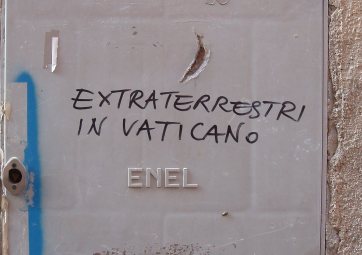 EXTRATERRESTRI
IN VATICANO
ENEL